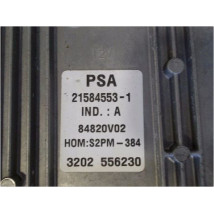 PSA
21584553-1
IND. : A
84820V02
HOM:S2PM-384
3202 556230